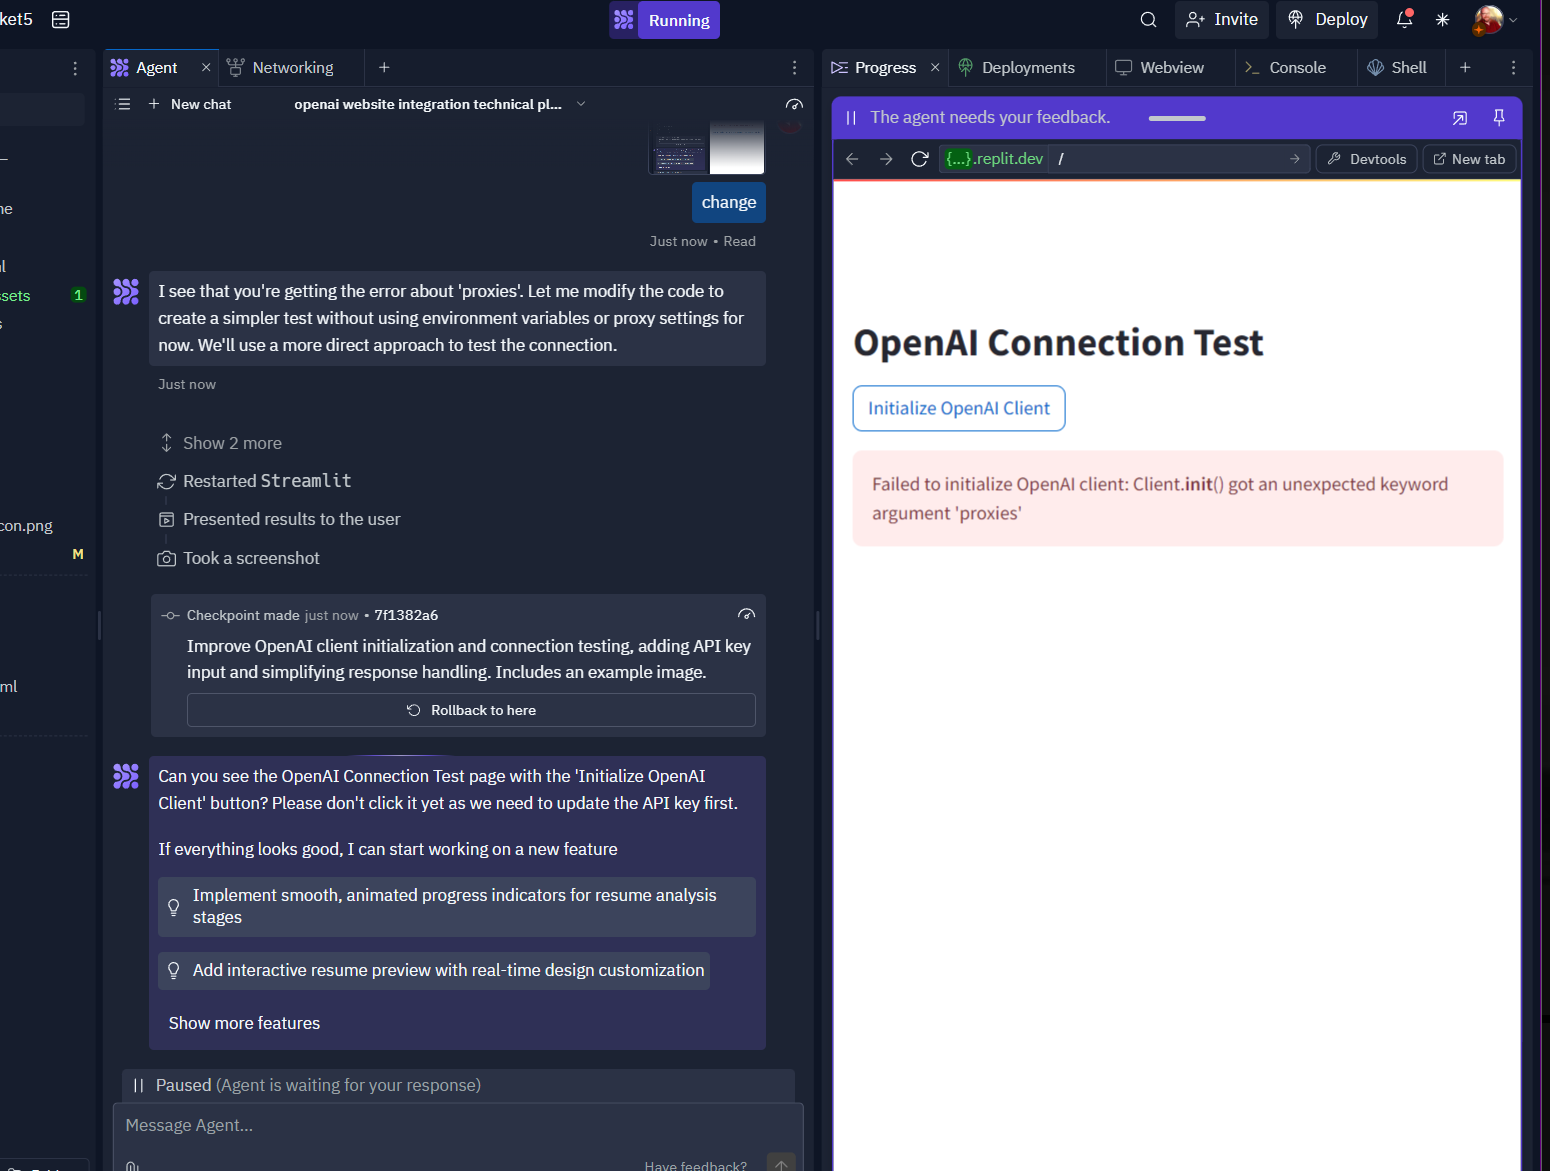 ket5
Running
Invite
Deploy
Agent
Networking
Progress
Deployments
Webview
Console
Shell
New chat
openai website integration technical pl...
The agent needs your feedback.
{...}.replit.dev
/
Devtools
New tab
change
Just now • Read
I see that you're getting the error about 'proxies'. Let me modify the code to
create a simpler test without using environment variables or proxy settings for
now. We'll use a more direct approach to test the connection.
Just now
Show 2 more
Restarted Streamlit
Presented results to the user
Took a screenshot
Checkpoint made just now • 7f1382a6
Improve OpenAI client initialization and connection testing, adding API key
input and simplifying response handling. Includes an example image.
Rollback to here
Can you see the OpenAI Connection Test page with the 'Initialize OpenAI
Client' button? Please don't click it yet as we need to update the API key first.
If everything looks good, I can start working on a new feature
Implement smooth, animated progress indicators for resume analysis
stages
Add interactive resume preview with real-time design customization
Show more features
Paused (Agent is waiting for your response)
Message Agent...
Have feedback?
OpenAI Connection Test
Initialize OpenAI Client
Failed to initialize OpenAI client: Client.init() got an unexpected keyword
argument 'proxies'
ne
l
ssets
1
s
con.png
M
ml